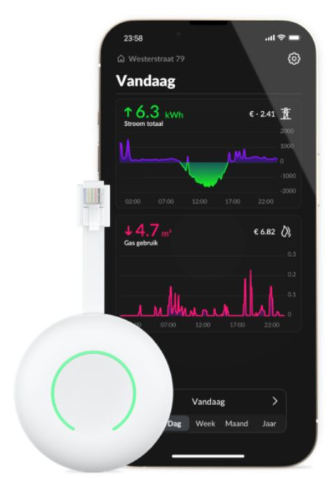 23:58
Westerstraat 79
Vandaag
↑ 6.3 kWh
€ - 2.41
Stroom totaal
2000
1000
0
-1000
-2000
02:00 07:00 12:00 17:00 22:00
↓ 4.7 m³
€ 6.82
Gas gebruik
0.3
0.2
0.1
0
07:00 12:00 17:00 22:00
Vandaag >
Dag Week Maand Jaar